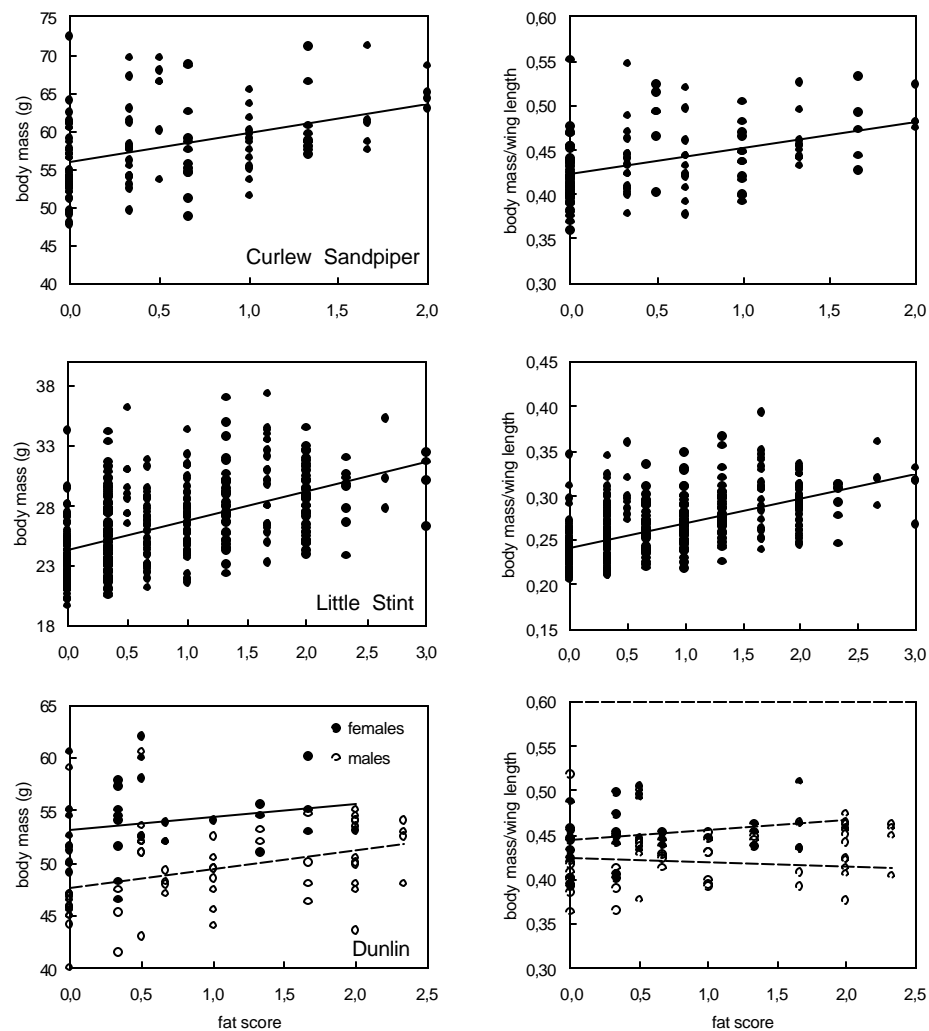 75
70
65
60
55
50
45
40
body mass (g)
Curlew Sandpiper
0,0 0,5 1,0 1,5 2,0
0,60
0,50
0,45
0,40
0,35
0,30
body mass/wing length
0,0 0,5 1,0 1,5 2,0
38
33
28
23
18
body mass (g)
Little Stint
0,0 0,5 1,0 1,5 2,0 2,5 3,0
0,45
0,40
0,35
0,30
0,25
0,20
0,15
body mass/wing length
0,0 0,5 1,0 1,5 2,0 2,5 3,0
65
60
55
50
45
40
body mass (g)
females
males
Dunlin
0,0 0,5 1,0 1,5 2,0 2,5
fat score
0,60
0,55
0,50
0,45
0,40
0,35
0,30
body mass/wing length
0,0 0,5 1,0 1,5 2,0 2,5
fat score